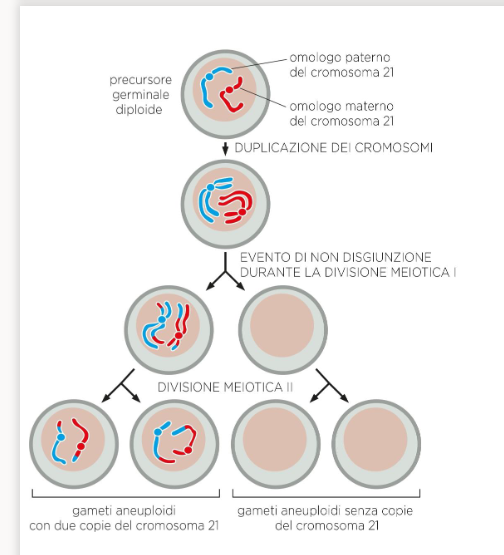 precursore
germinale
diploide
omologo paterno
del cromosoma 21
omologo materno
del cromosoma 21
DUPLICAZIONE DEI CROMOSOMI
EVENTO DI NON DISGIUNZIONE
DURANTE LA DIVISIONE MEIOTICA I
DIVISIONE MEIOTICA II
gameti aneuploidi
con due copie del cromosoma 21
gameti aneuploidi senza copie
del cromosoma 21